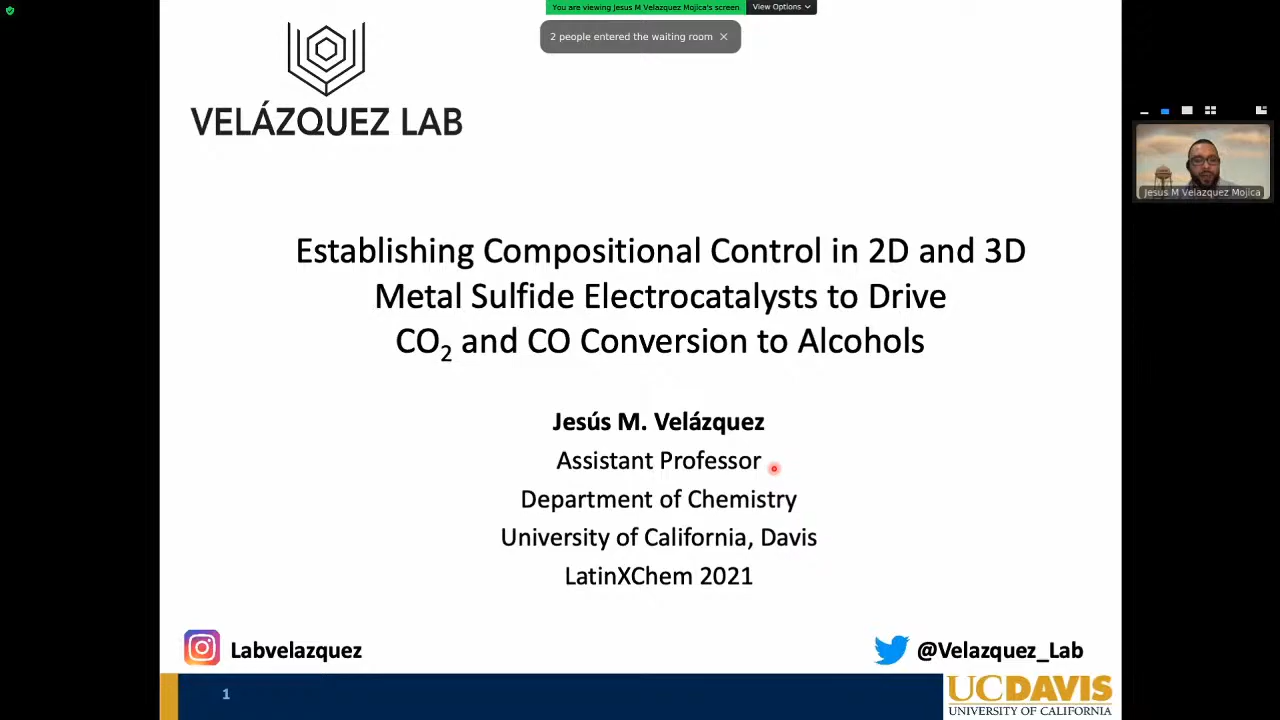 You are viewing Jesus M Velazquez Mojica's screen
View Options
2 people entered the waiting room
VELÁZQUEZ LAB
Jesus M Velazquez Mojica
Establishing Compositional Control in 2D and 3D
Metal Sulfide Electrocatalysts to Drive
CO₂ and CO Conversion to Alcohols
Jesús M. Velázquez
Assistant Professor
Department of Chemistry
University of California, Davis
LatinXChem 2021
Labvelazquez
@Velazquez_Lab
1
UCDAVIS
UNIVERSITY OF CALIFORNIA